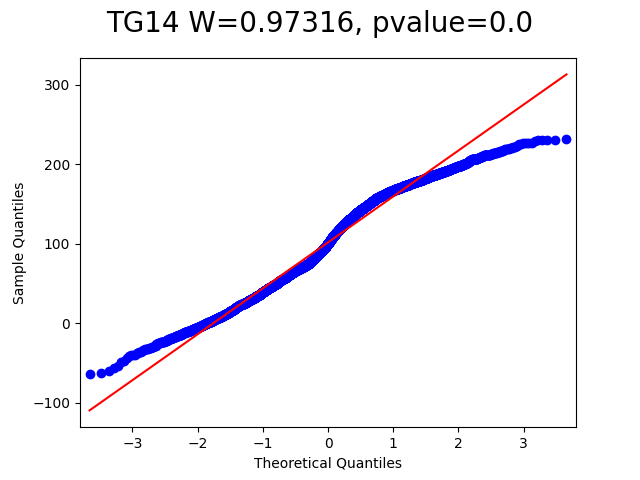 TG14 W=0.97316, pvalue=0.0
300
200
100
0
−100
Sample Quantiles
−3 −2 −1 0 1 2 3
Theoretical Quantiles